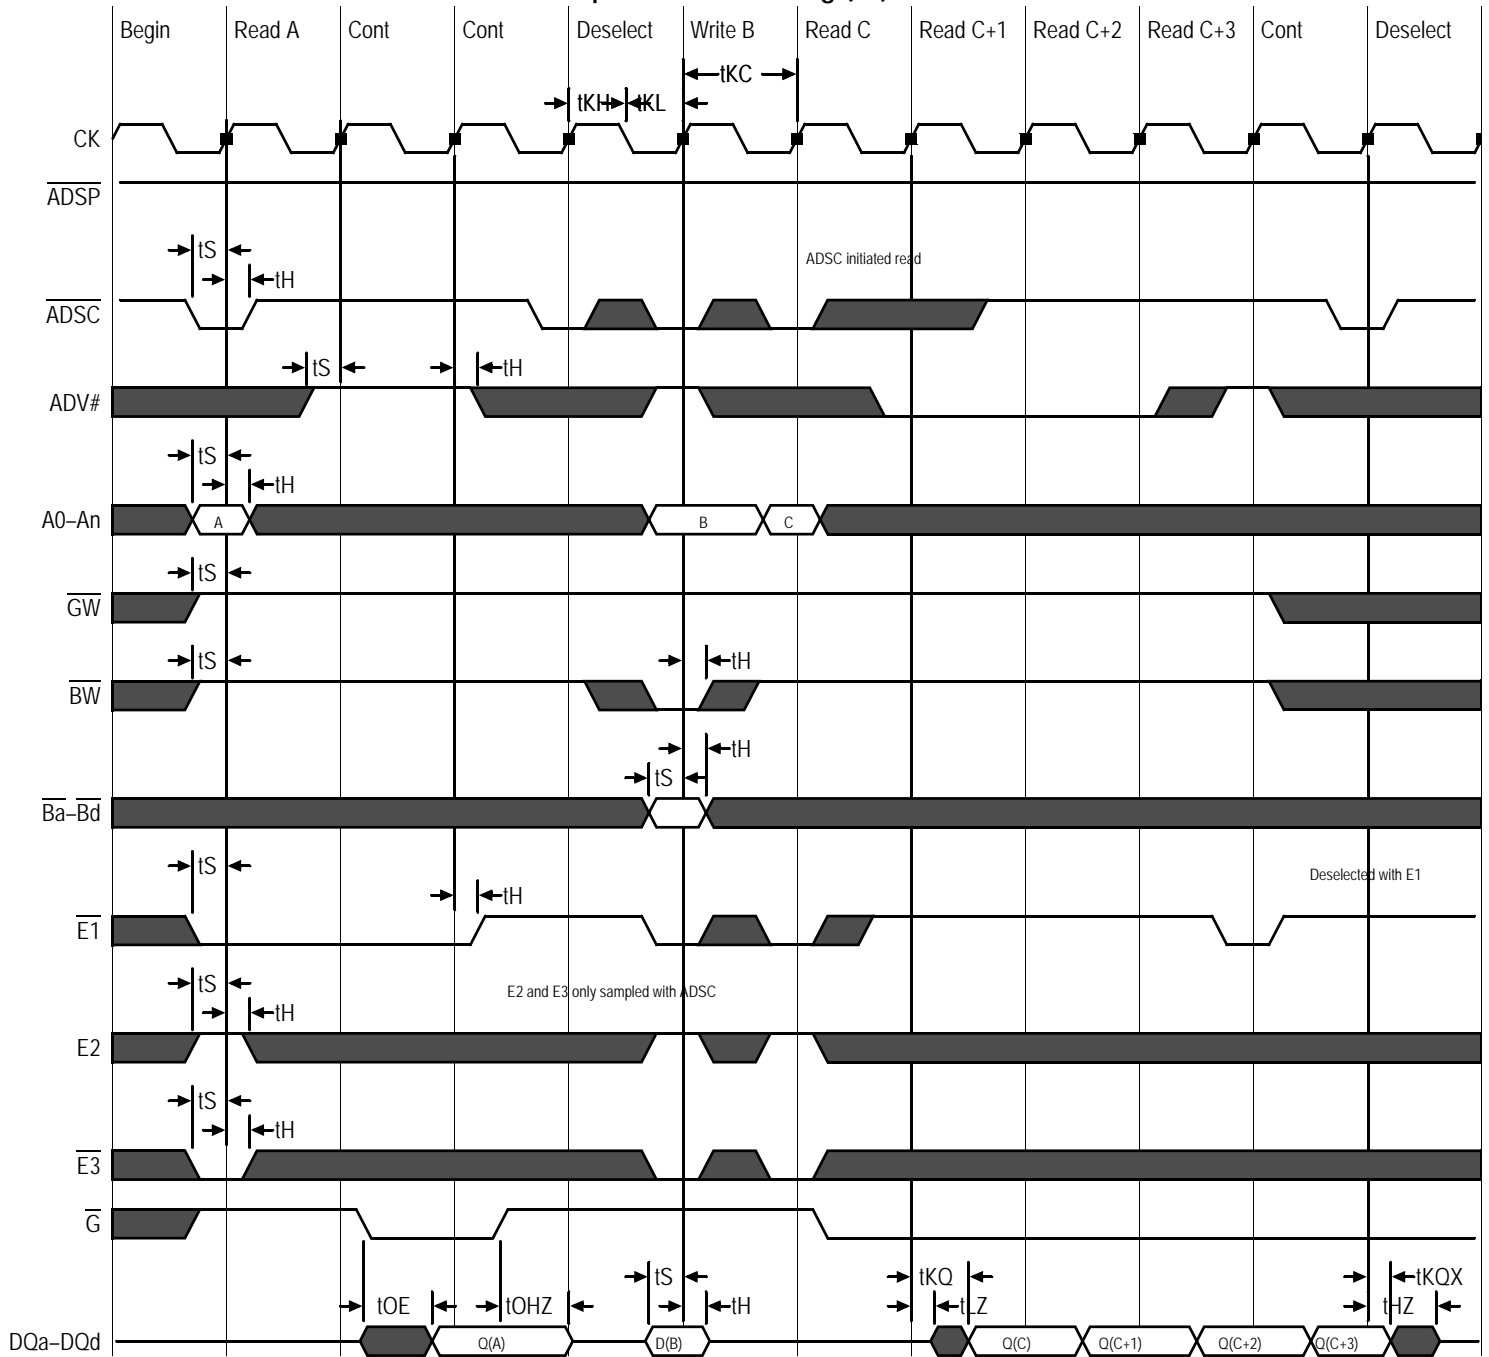 Begin Read A Cont Cont Deselect Write B Read C Read C+1 Read C+2 Read C+3 Cont Deselect
tKC
tKH tKL
CK
ADSP
tS
ADSC initiated read
tH
ADSC
tS tH
ADV#
tS
tH
A0–An A B C
tS
GW
tS tH
BW
tH
tS
Ba–Bd
tS
Deselected with E1
tH
E1
tS
E2 and E3 only sampled with ADSC
tH
E2
tS
tH
E3
G
tS tKQ tKQX
tOE tOHZ tH tLZ tHZ
DQa–DQd Q(A) D(B) Q(C) Q(C+1) Q(C+2) Q(C+3)